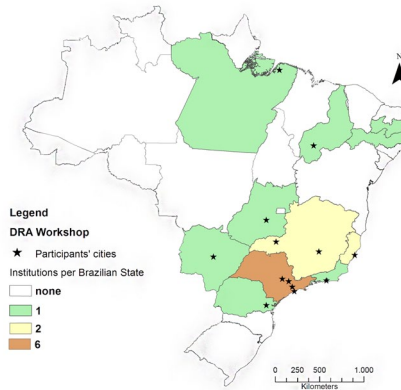 N
Legend
DRA Workshop
Participants' cities
Institutions per Brazilian State
none
1
2
6
0 250 500 1.000
Kilometers